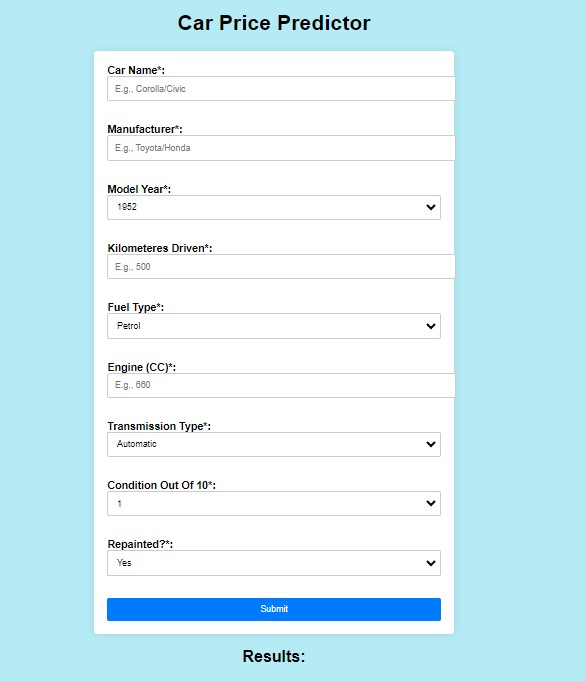 Car Price Predictor
Car Name*:
E.g., Corolla/Civic
Manufacturer*:
E.g., Toyota/Honda
Model Year*:
1952
Kilometeres Driven*:
E.g., 500
Fuel Type*:
Petrol
Engine (CC)*:
E.g., 660
Transmission Type*:
Automatic
Condition Out Of 10*:
1
Repainted?*:
Yes
Submit
Results: